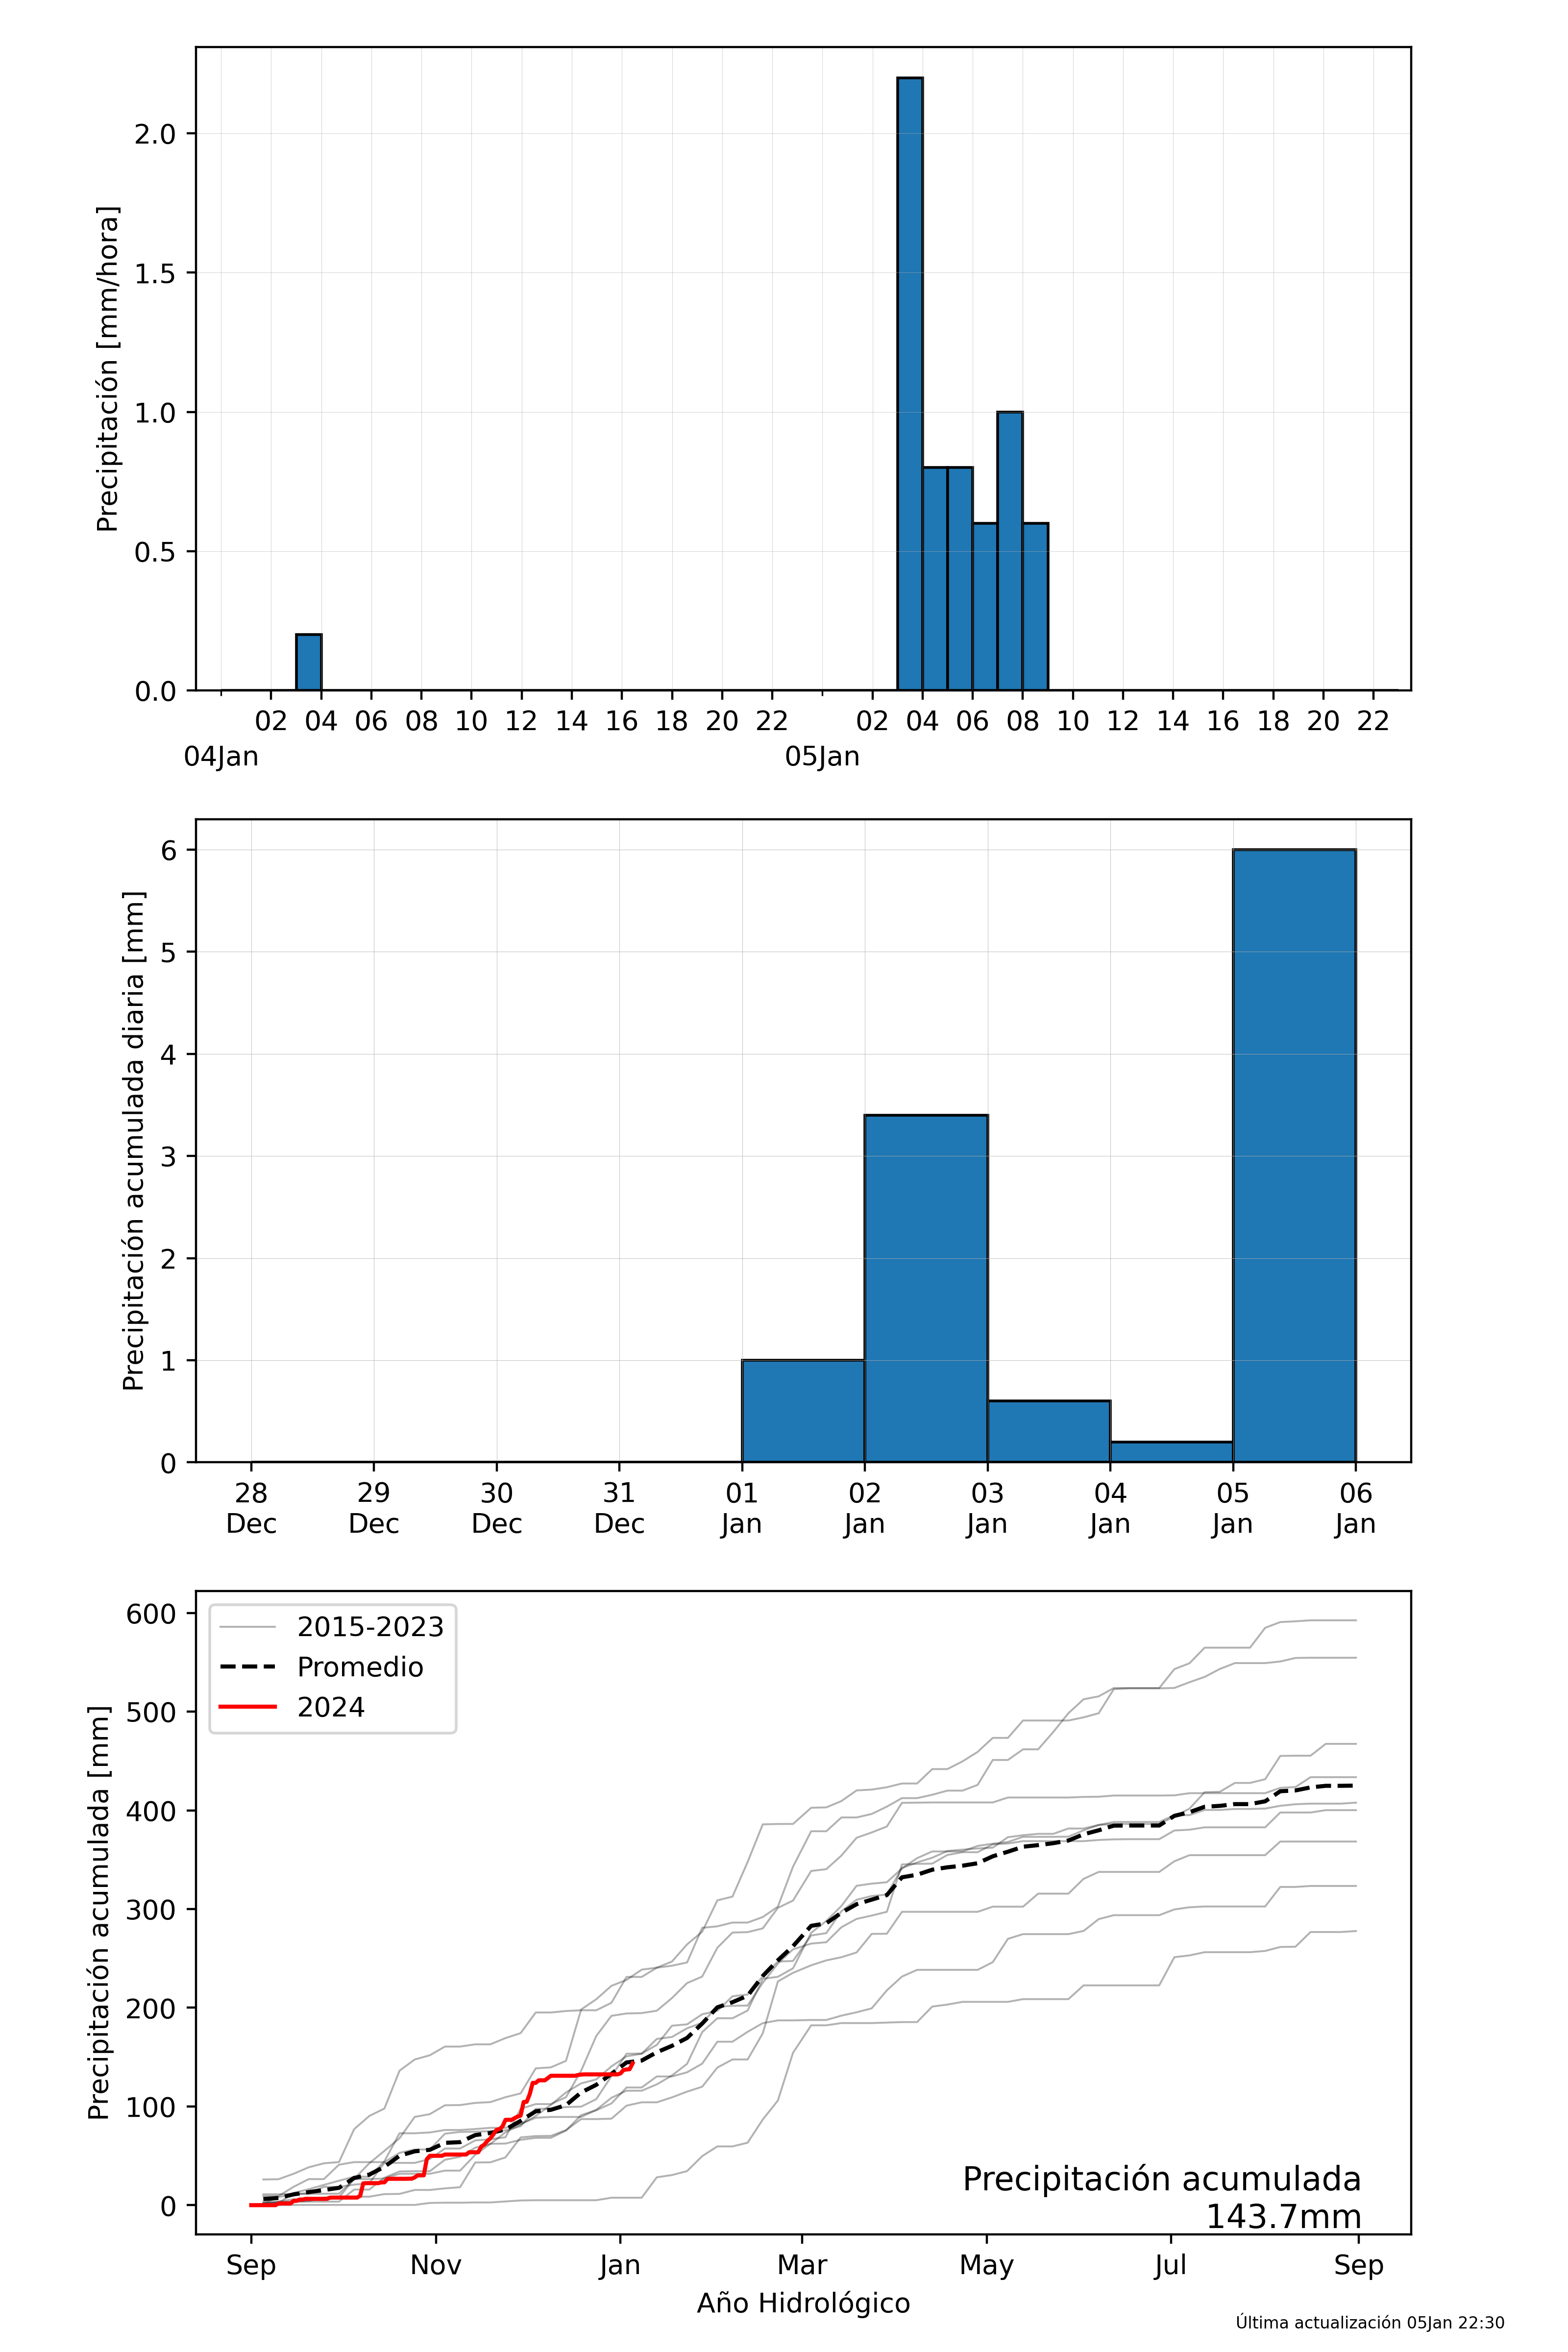 Precipitación [mm/hora]
2.0
1.5
1.0
0.5
0.0
02 04 06 08 10 12 14 16 18 20 22 02 04 06 08 10 12 14 16 18 20 22
04Jan 05Jan
Precipitación acumulada diaria [mm]
6
5
4
3
2
1
0
28 29 30 31 01 02 03 04 05 06
Dec Dec Dec Dec Jan Jan Jan Jan Jan Jan
Precipitación acumulada [mm]
600
500
400
300
200
100
0
2015-2023
Promedio
2024
Precipitación acumulada
143.7mm
Sep Nov Jan Mar May Jul Sep
Año Hidrológico
Última actualización 05Jan 22:30